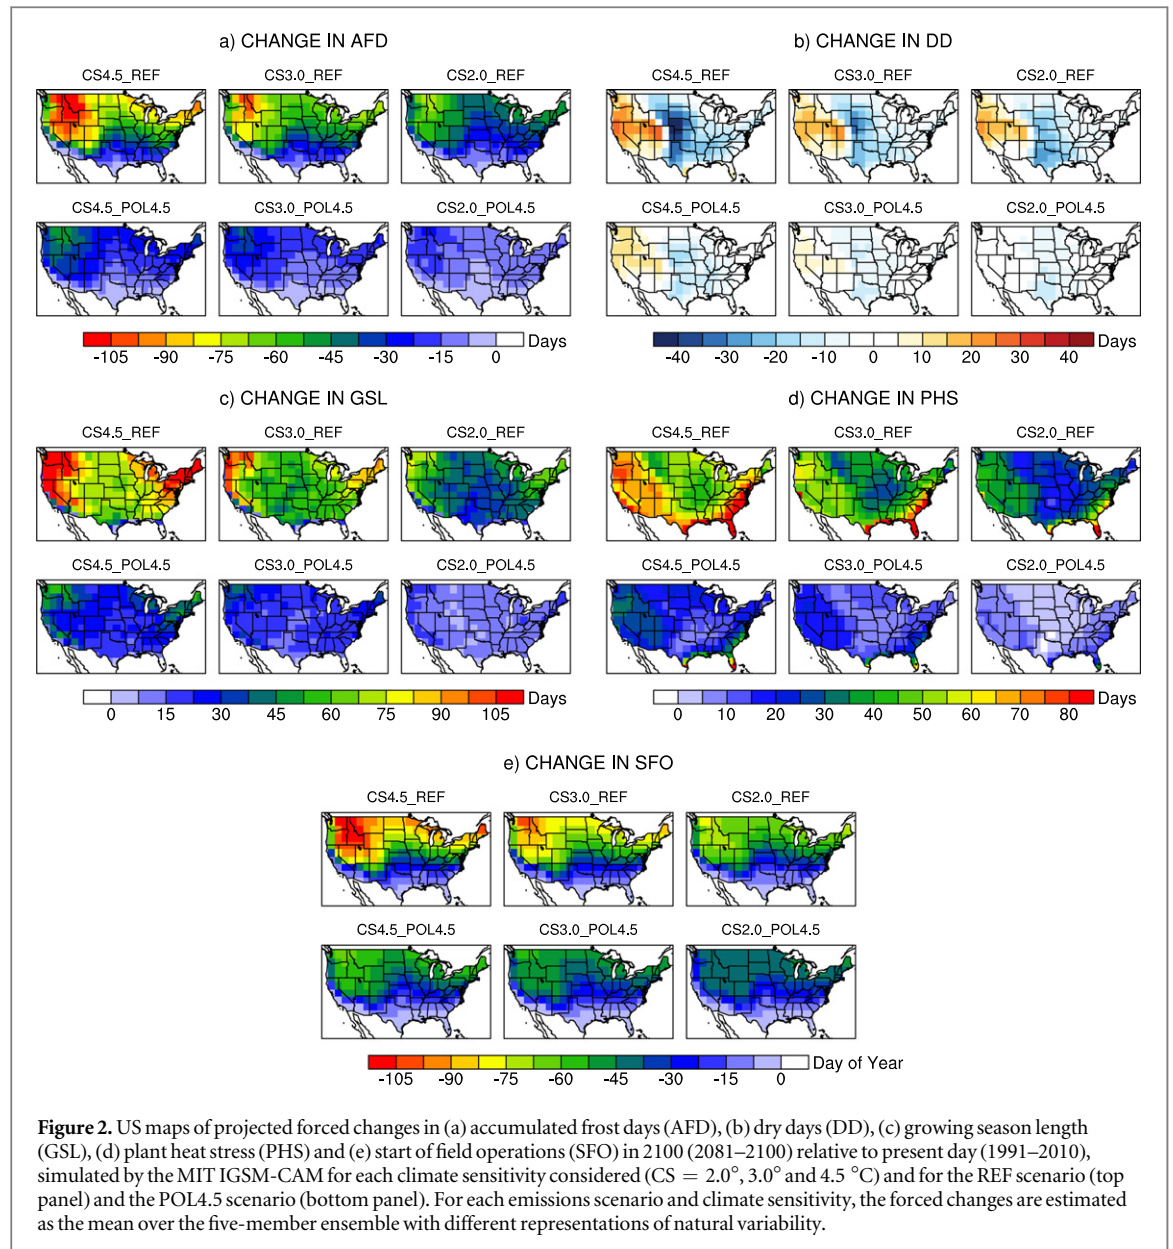 a) CHANGE IN AFD
CS4.5_REF CS3.0_REF CS2.0_REF
CS4.5_POL4.5 CS3.0_POL4.5 CS2.0_POL4.5
-105 -90 -75 -60 -45 -30 -15 0 Days
b) CHANGE IN DD
CS4.5_REF CS3.0_REF CS2.0_REF
CS4.5_POL4.5 CS3.0_POL4.5 CS2.0_POL4.5
-40 -30 -20 -10 0 10 20 30 40 Days
c) CHANGE IN GSL
CS4.5_REF CS3.0_REF CS2.0_REF
CS4.5_POL4.5 CS3.0_POL4.5 CS2.0_POL4.5
0 15 30 45 60 75 90 105 Days
d) CHANGE IN PHS
CS4.5_REF CS3.0_REF CS2.0_REF
CS4.5_POL4.5 CS3.0_POL4.5 CS2.0_POL4.5
0 10 20 30 40 50 60 70 80 Days
e) CHANGE IN SFO
CS4.5_REF CS3.0_REF CS2.0_REF
CS4.5_POL4.5 CS3.0_POL4.5 CS2.0_POL4.5
-105 -90 -75 -60 -45 -30 -15 0 Day of Year
Figure 2. US maps of projected forced changes in (a) accumulated frost days (AFD), (b) dry days (DD), (c) growing season length
(GSL), (d) plant heat stress (PHS) and (e) start of field operations (SFO) in 2100 (2081–2100) relative to present day (1991–2010),
simulated by the MIT IGSM-CAM for each climate sensitivity considered (CS = 2.0°, 3.0° and 4.5 °C) and for the REF scenario (top
panel) and the POL4.5 scenario (bottom panel). For each emissions scenario and climate sensitivity, the forced changes are estimated
as the mean over the five-member ensemble with different representations of natural variability.